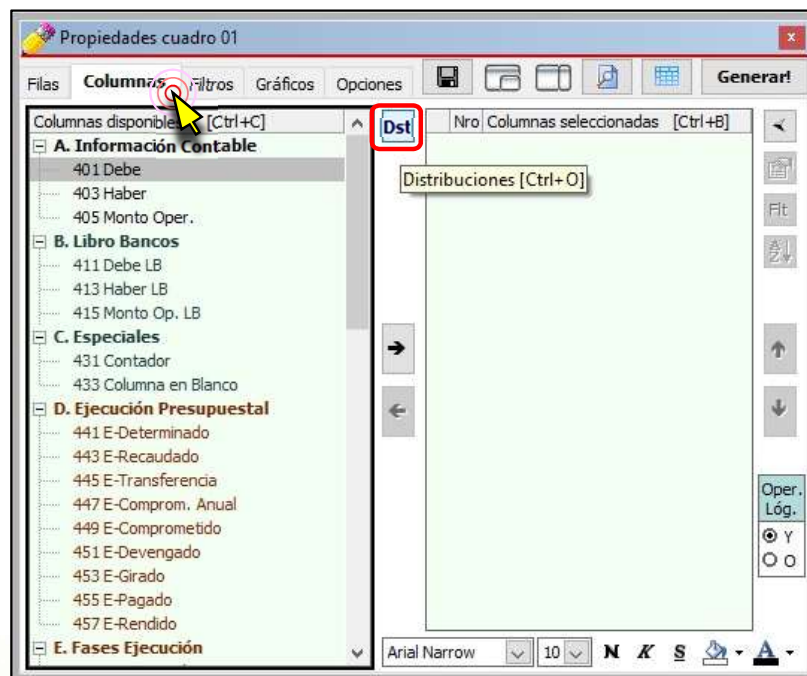 Propiedades cuadro 01
x
Filas Columnas Filtros Gráficos Opciones Generar!
Columnas disponibles [Ctrl+C]
A. Información Contable
401 Debe
403 Haber
405 Monto Oper.
B. Libro Bancos
411 Debe LB
413 Haber LB
415 Monto Op. LB
C. Especiales
431 Contador
433 Columna en Blanco
D. Ejecución Presupuestal
441 E-Determinado
443 E-Recaudado
445 E-Transferencia
447 E-Comprom. Anual
449 E-Comprometido
451 E-Devengado
453 E-Girado
455 E-Pagado
457 E-Rendido
E. Fases Ejecución
Dst
Nro Columnas seleccionadas [Ctrl+B]
Distribuciones [Ctrl+O]
Flt
A
Z
Oper.
Lóg.
Y
O
Arial Narrow 10 N K S A